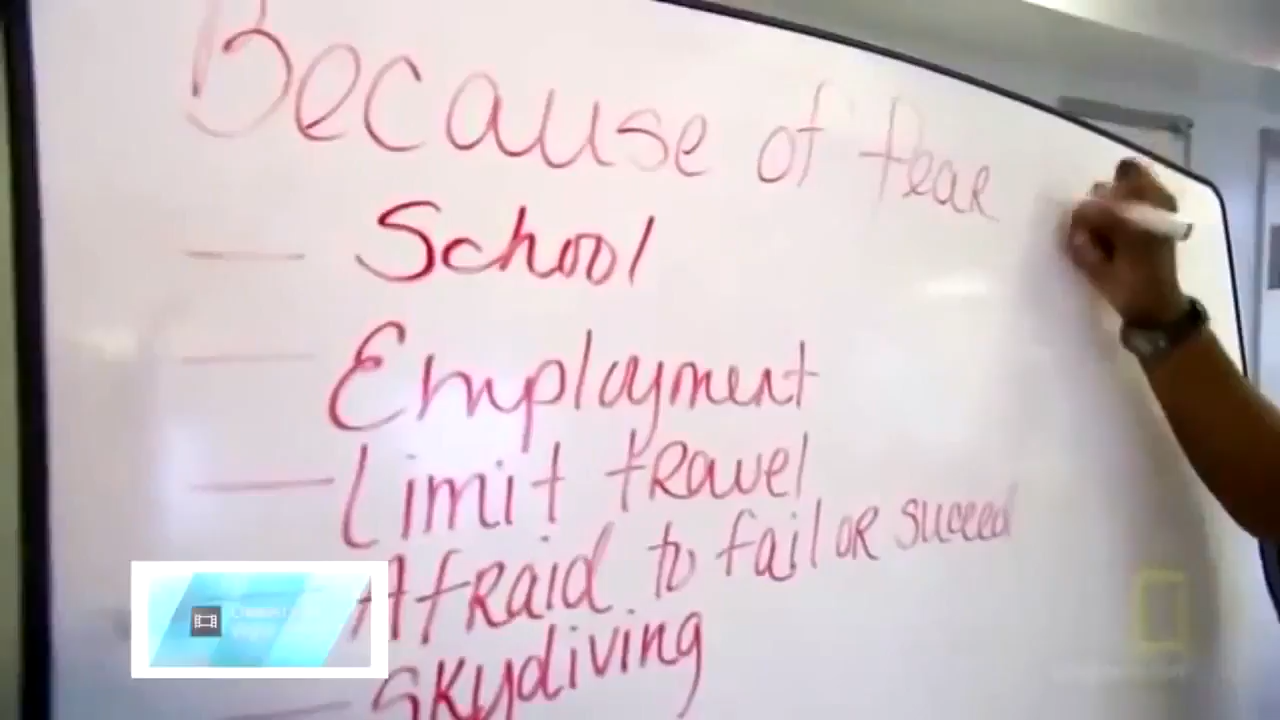 Because of fear
— School
— Employment
— Limit travel
Afraid to fail or succeed
— Skydiving